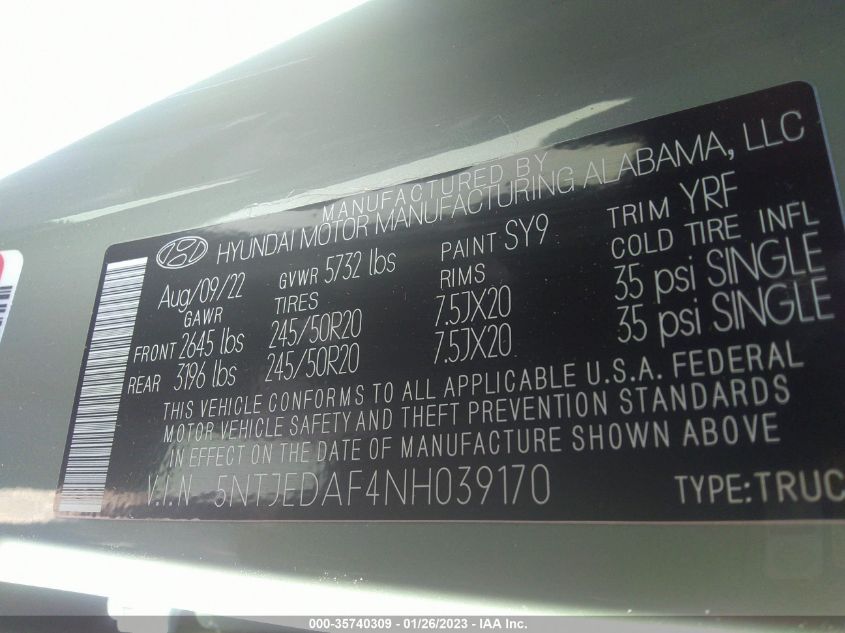 MANUFACTURED BY
HYUNDAI MOTOR MANUFACTURING ALABAMA, LLC
Aug/09/22 GVWR 5732 lbs PAINT SY9 TRIM YRF
GAWR TIRES RIMS COLD TIRE INFL
FRONT 2645 lbs 245/50R20 7.5JX20 35 psi SINGLE
REAR 3196 lbs 245/50R20 7.5JX20 35 psi SINGLE
THIS VEHICLE CONFORMS TO ALL APPLICABLE U.S.A. FEDERAL
MOTOR VEHICLE SAFETY AND THEFT PREVENTION STANDARDS
IN EFFECT ON THE DATE OF MANUFACTURE SHOWN ABOVE
V.I.N 5NTJEDAF4NH039170 TYPE:TRUC
000-35740309 - 01/26/2023 - IAA Inc.